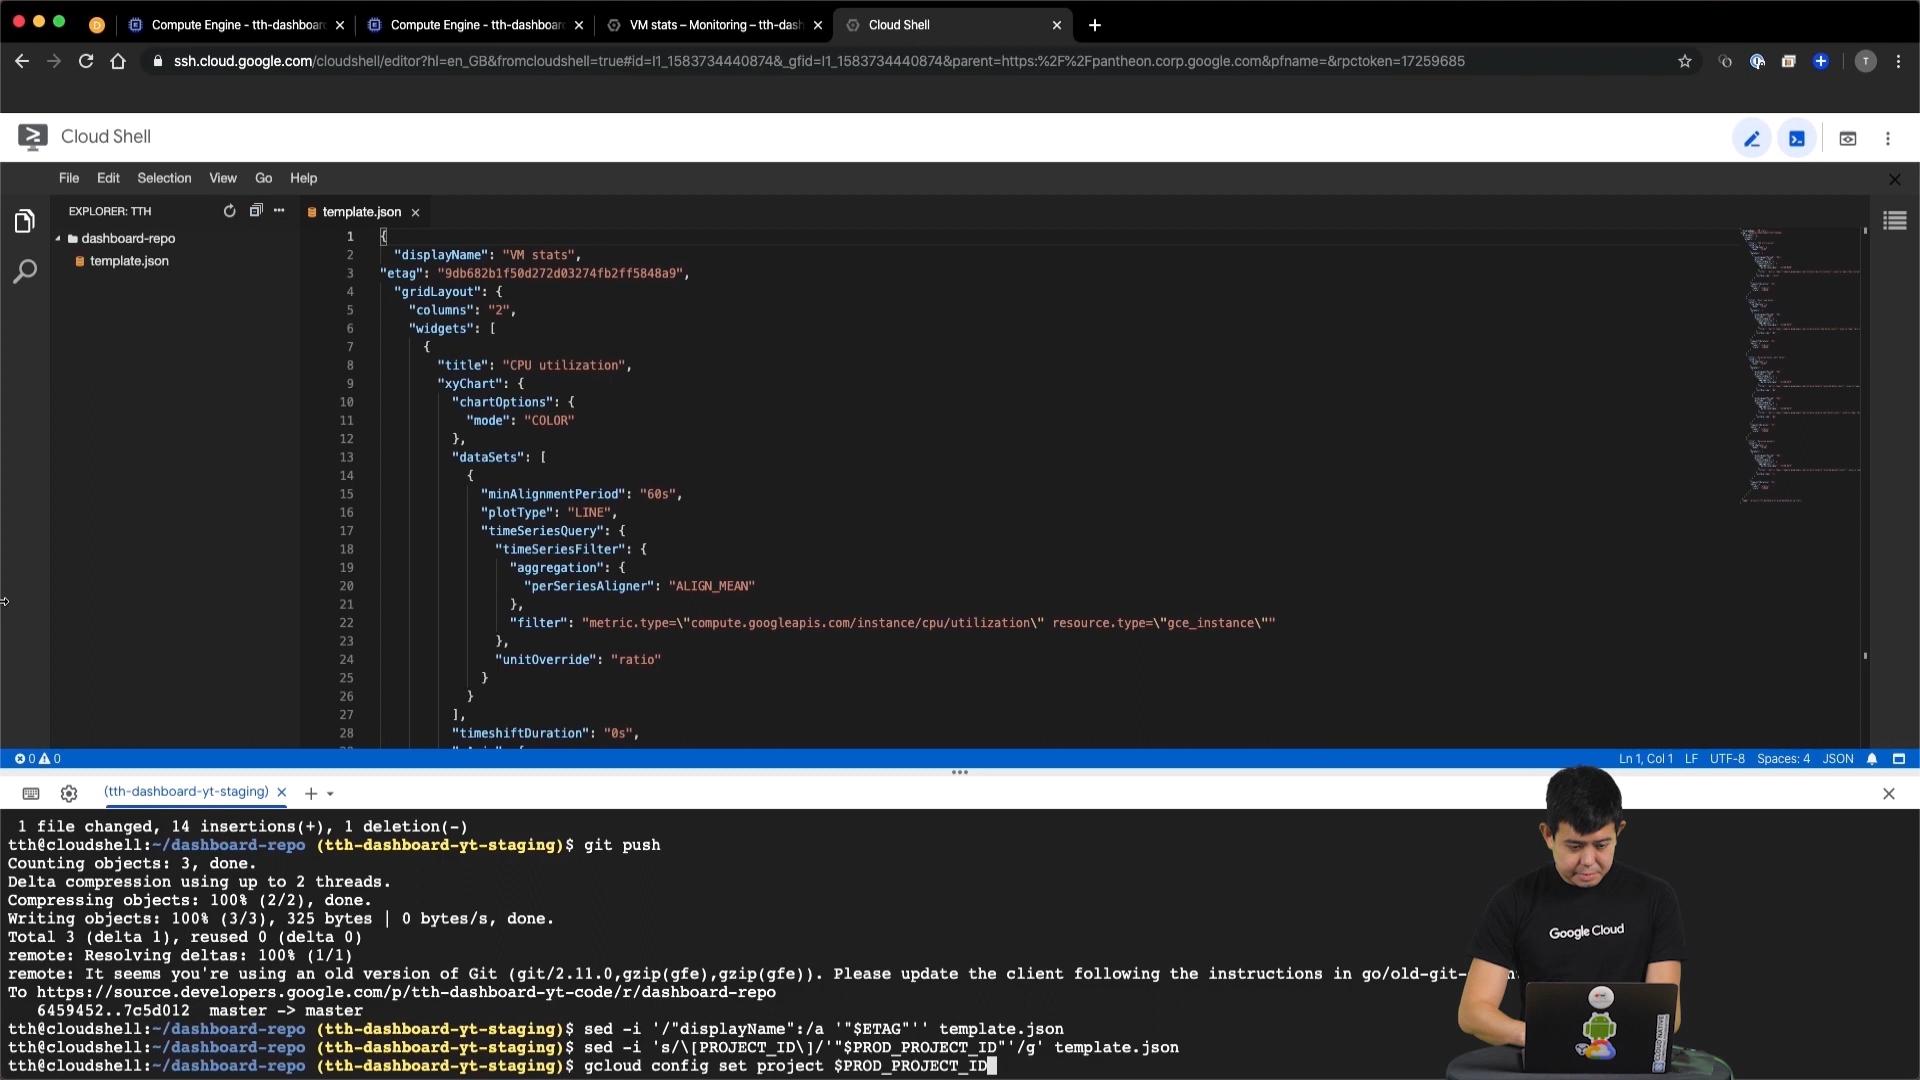 Compute Engine - tth-dashboar
Compute Engine - tth-dashboar
VM stats – Monitoring – tth-dash
Cloud Shell
ssh.cloud.google.com/cloudshell/editor?hl=en_GB&fromcloudshell=true#id=I1_1583734440874&_gfid=I1_1583734440874&parent=https:%2F%2Fpantheon.corp.google.com&pfname=&rpctoken=17259685
T
Cloud Shell
File Edit Selection View Go Help
EXPLORER: TTH
template.json
dashboard-repo
template.json
1 {
2 "displayName": "VM stats",
3 "etag": "9db682b1f50d272d03274fb2ff5848a9",
4 "gridLayout": {
5 "columns": "2",
6 "widgets": [
7 {
8 "title": "CPU utilization",
9 "xyChart": {
10 "chartOptions": {
11 "mode": "COLOR"
12 },
13 "dataSets": [
14 {
15 "minAlignmentPeriod": "60s",
16 "plotType": "LINE",
17 "timeSeriesQuery": {
18 "timeSeriesFilter": {
19 "aggregation": {
20 "perSeriesAligner": "ALIGN_MEAN"
21 },
22 "filter": "metric.type=\"compute.googleapis.com/instance/cpu/utilization\" resource.type=\"gce_instance\""
23 },
24 "unitOverride": "ratio"
25 }
26 }
27 ],
28 "timeshiftDuration": "0s",
0 0
Ln 1, Col 1 LF UTF-8 Spaces: 4 JSON
(tth-dashboard-yt-staging)
1 file changed, 14 insertions(+), 1 deletion(-)
tth@cloudshell:~/dashboard-repo (tth-dashboard-yt-staging)$ git push
Counting objects: 3, done.
Delta compression using up to 2 threads.
Compressing objects: 100% (2/2), done.
Writing objects: 100% (3/3), 325 bytes | 0 bytes/s, done.
Total 3 (delta 1), reused 0 (delta 0)
remote: Resolving deltas: 100% (1/1)
remote: It seems you're using an old version of Git (git/2.11.0,gzip(gfe),gzip(gfe)). Please update the client following the instructions in go/old-git-
To https://source.developers.google.com/p/tth-dashboard-yt-code/r/dashboard-repo
6459452..7c5d012 master -> master
tth@cloudshell:~/dashboard-repo (tth-dashboard-yt-staging)$ sed -i '/"displayName":/a '"$ETAG"'' template.json
tth@cloudshell:~/dashboard-repo (tth-dashboard-yt-staging)$ sed -i 's/\[PROJECT_ID\]/'"$PROD_PROJECT_ID"'/g' template.json
tth@cloudshell:~/dashboard-repo (tth-dashboard-yt-staging)$ gcloud config set project $PROD_PROJECT_ID
Google Cloud